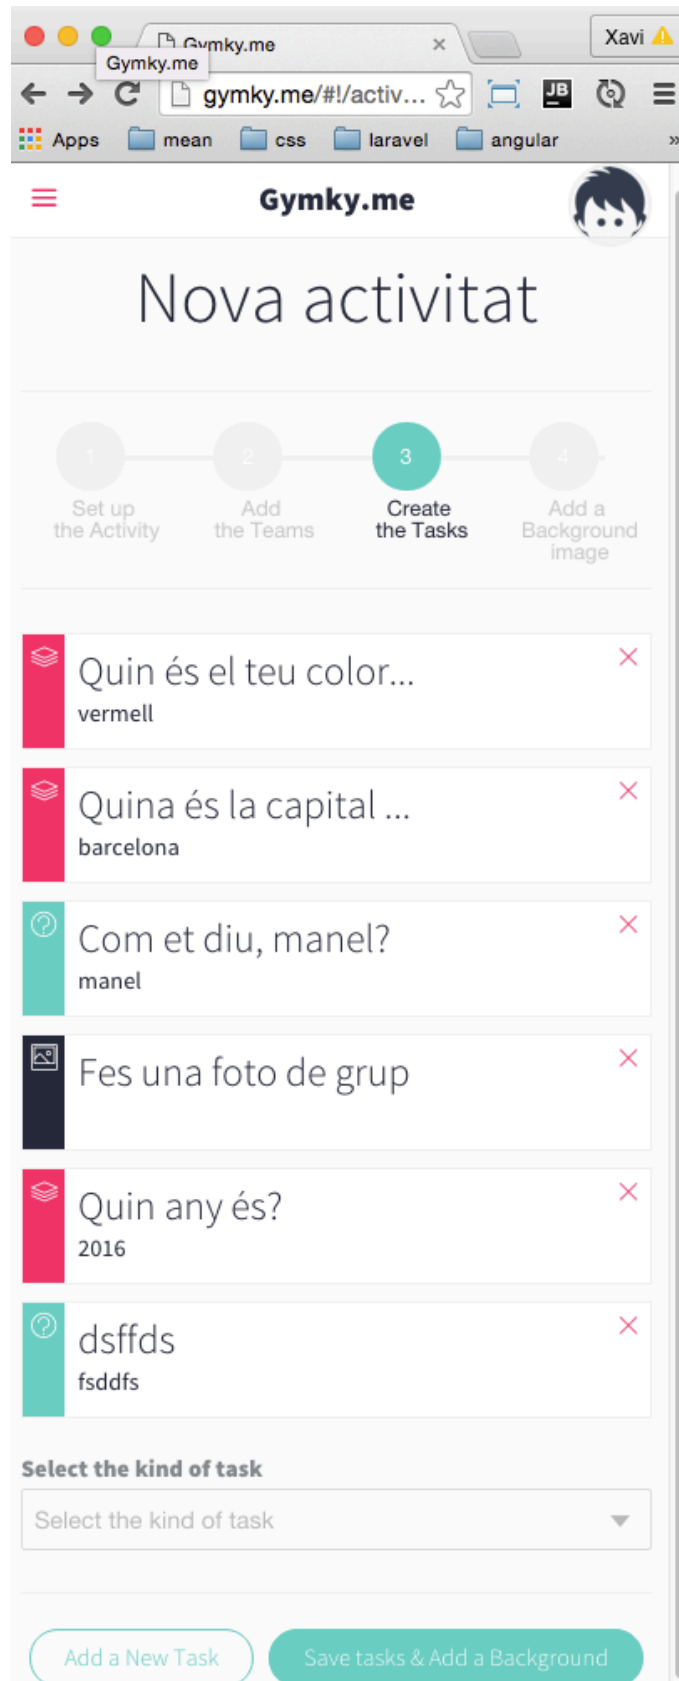 Gymky.me
Xavi
Gymky.me
gymky.me/#!/activ...
JB
Apps
mean
css
laravel
angular
»
Gymky.me
Nova activitat
1
2
3
4
Set up
the Activity
Add
the Teams
Create
the Tasks
Add a
Background
image
Quin és el teu color...
vermell
Quina és la capital ...
barcelona
Com et diu, manel?
manel
Fes una foto de grup
Quin any és?
2016
dsffds
fsddfs
Select the kind of task
Select the kind of task
Add a New Task
Save tasks & Add a Background